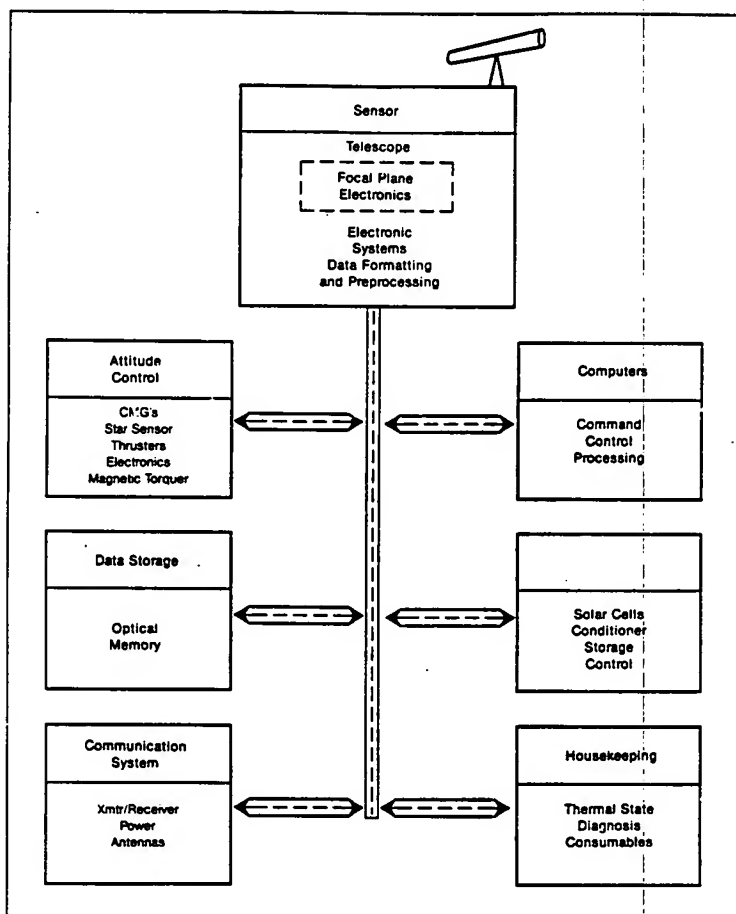 Sensor
Telescope
Focal Plane
Electronics
Electronic
Systems
Data Formatting
and Preprocessing
Attitude
Control
CMG's
Star Sensor
Thrusters
Electronics
Magnetic Torquer
Computers
Command
Control
Processing
Data Storage
Optical
Memory
Solar Cells
Conditioner
Storage
Control
Communication
System
Xmtr/Receiver
Power
Antennas
Housekeeping
Thermal State
Diagnosis
Consumables